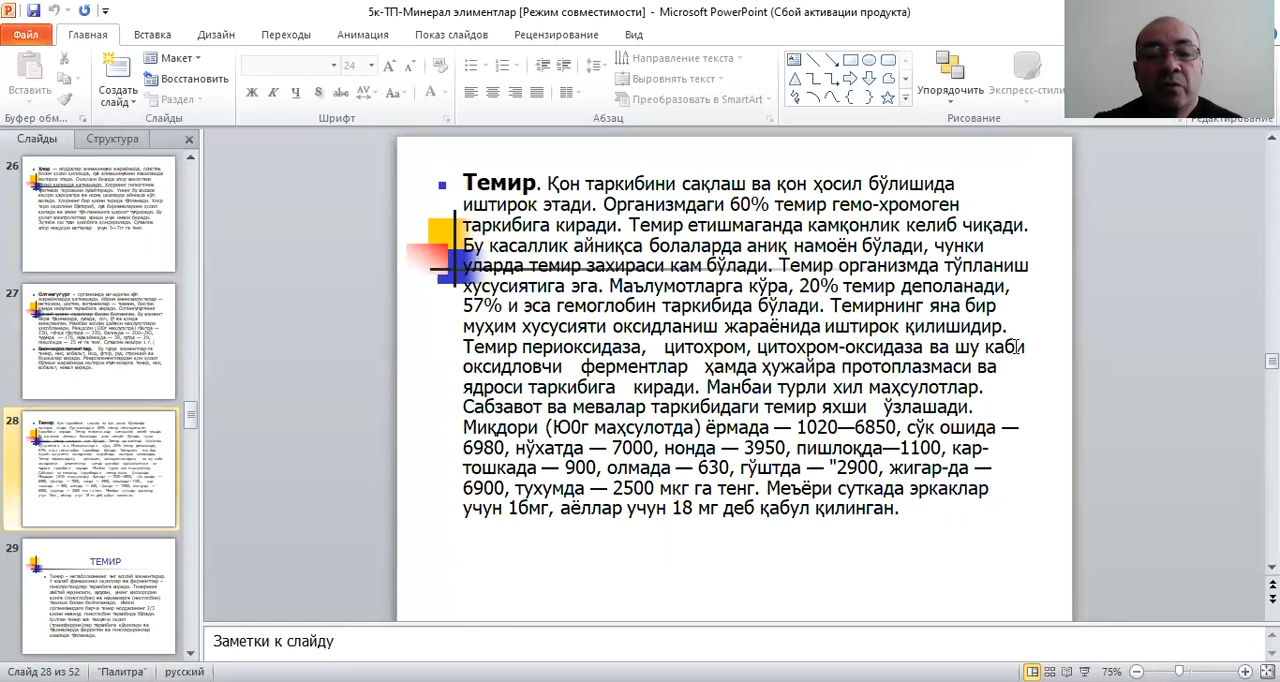 5к-ТП-Минерал элементлар [Режим совместимости] - Microsoft PowerPoint (Сбой активации продукта)
Файл Главная Вставка Дизайн Переходы Анимация Показ слайдов Рецензирование Вид
Вставить
Создать слайд
Макет
Восстановить
Раздел
24
Ж К Ч S abc AV Aa A
Направление текста
Выровнять текст
Преобразовать в SmartArt
Упорядочить
Экспресс-стили
Буфер обм... Слайды Шрифт Абзац Рисование Редактирование
Слайды Структура
26
27
28
29
ТЕМИР
Темир. Қон таркибини сақлаш ва қон ҳосил бўлишида
иштирок этади. Организмдаги 60% темир гемо-хромоген
таркибига киради. Темир етишмаганда камқонлик келиб чиқади.
Бу касаллик айниқса болаларда аниқ намоён бўлади, чунки
уларда темир захираси кам бўлади. Темир организмда тўпланиш
хусусиятига эга. Маълумотларга кўра, 20% темир деполанади,
57% эса гемоглобин таркибида бўлади. Темирнинг яна бир
муҳим хусусияти оксидланиш жараёнида иштирок қилишидир.
Темир периоксидаза, цитохром, цитохром оксидаза ва шу каби
оксидловчи ферментлар ҳамда ҳужайра протоплазмаси ва
ядроси таркибига киради. Манбаи турли хил маҳсулотлар.
Сабзавот ва мевалар таркибидаги темир яхши ўзлашади.
Миқдори (100г маҳсулотда) ёрмада — 1020—6850, сўк ошида —
6980, нўхатда — 7000, нонда — 3950, пишлоқда—1100, кар-
тошкада — 900, олмада — 630, гўшда — "2900, жигар-да —
6900, тухумда — 2500 мкг га тенг. Меъёри суткада эркаклар
учун 16мг, аёллар учун 18 мг деб қабул қилинган.
Заметки к слайду
Слайд 28 из 52 "Палитра" русский 75%